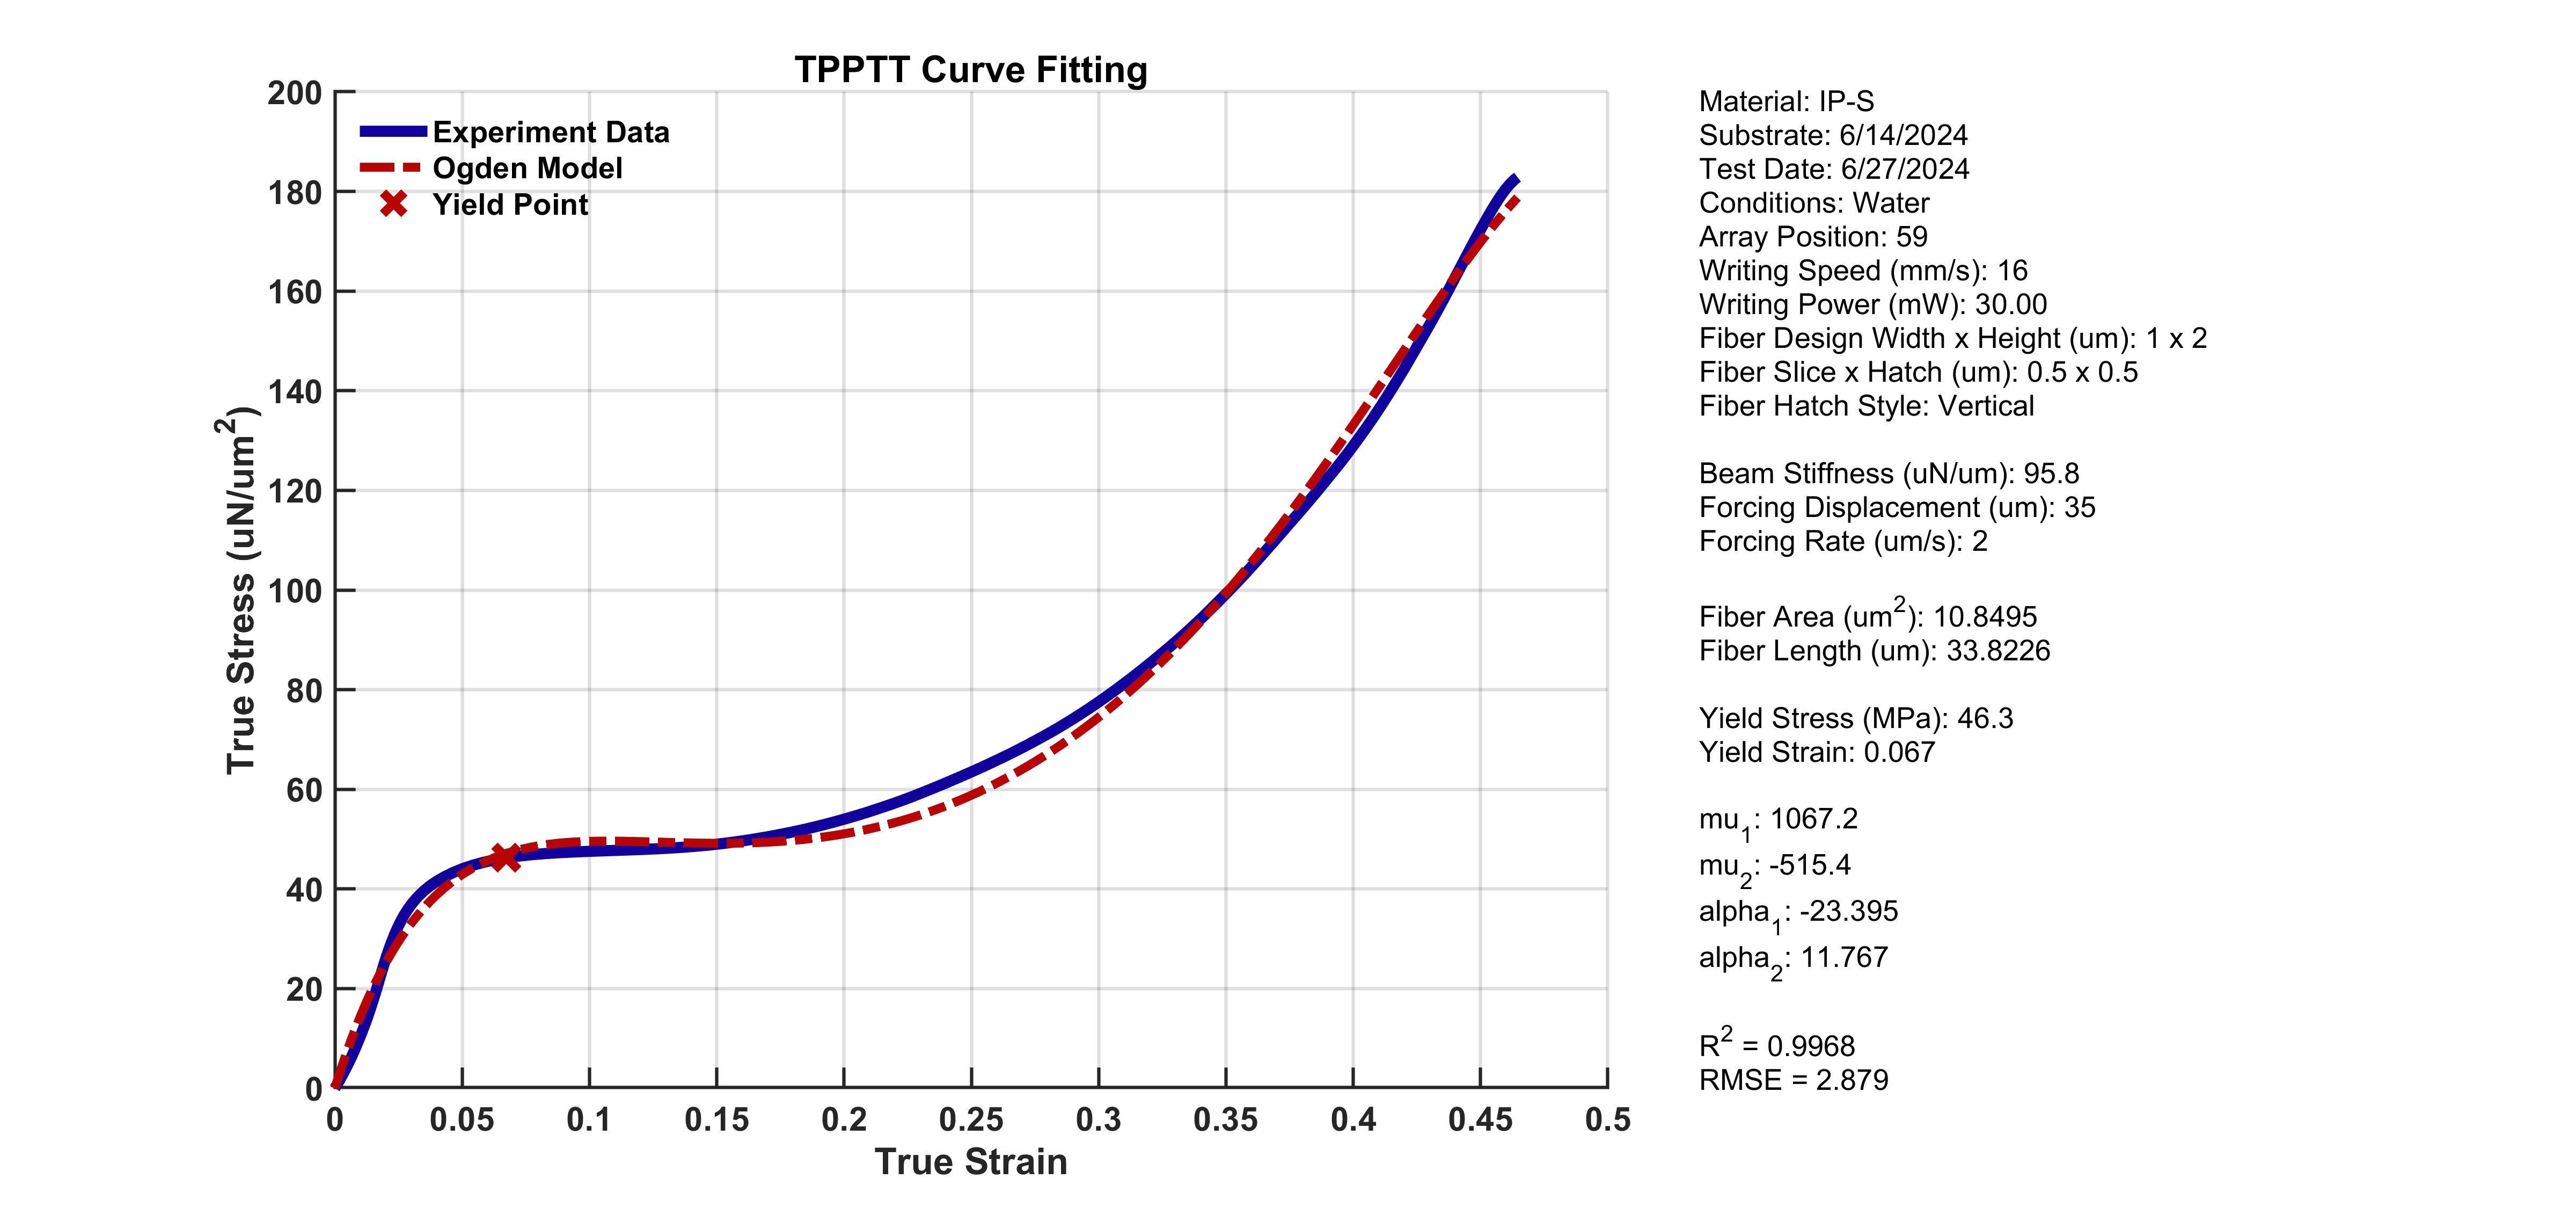 TPPTT Curve Fitting
200
180
160
140
120
100
80
60
40
20
0
True Stress (uN/um²)
Experiment Data
Ogden Model
Yield Point
0 0.05 0.1 0.15 0.2 0.25 0.3 0.35 0.4 0.45 0.5
True Strain
Material: IP-S
Substrate: 6/14/2024
Test Date: 6/27/2024
Conditions: Water
Array Position: 59
Writing Speed (mm/s): 16
Writing Power (mW): 30.00
Fiber Design Width x Height (um): 1 x 2
Fiber Slice x Hatch (um): 0.5 x 0.5
Fiber Hatch Style: Vertical
Beam Stiffness (uN/um): 95.8
Forcing Displacement (um): 35
Forcing Rate (um/s): 2
Fiber Area (um²): 10.8495
Fiber Length (um): 33.8226
Yield Stress (MPa): 46.3
Yield Strain: 0.067
mu₁: 1067.2
mu₂: -515.4
alpha₁: -23.395
alpha₂: 11.767
R² = 0.9968
RMSE = 2.879